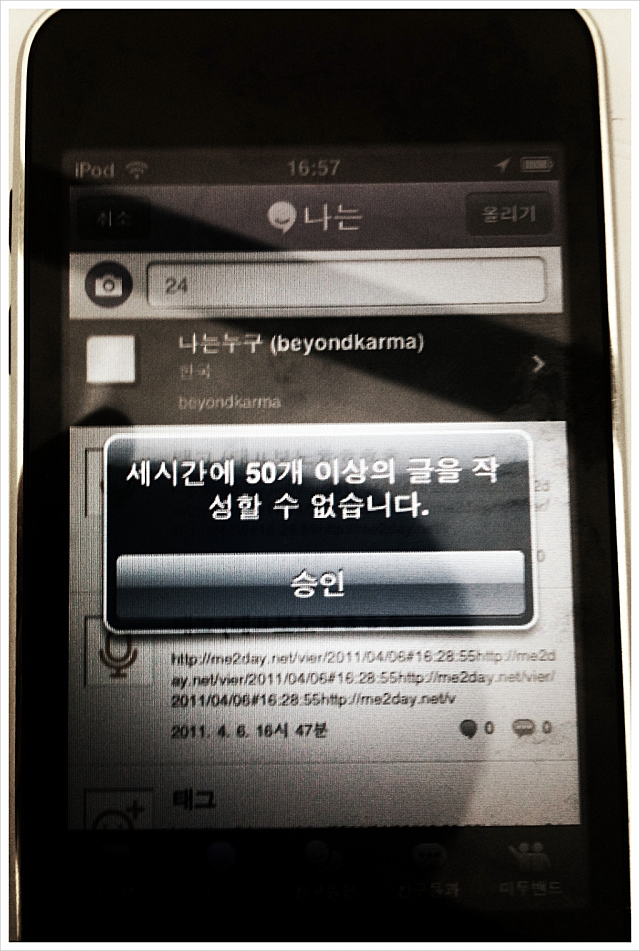 iPod 16:57
취소 나는 올리기
24
나는누구 (beyondkarma)
한국
beyondkarma
세시간에 50개 이상의 글을 작
성할 수 없습니다.
승인
http://me2day.net/vier/2011/04/06#16:28:55http://me2d
ay.net/vier/2011/04/06#16:28:55http://me2day.net/vier/
2011/04/06#16:28:55http://me2day.net/v
2011. 4. 6. 16시 47분 0 0
태그
미투밴드